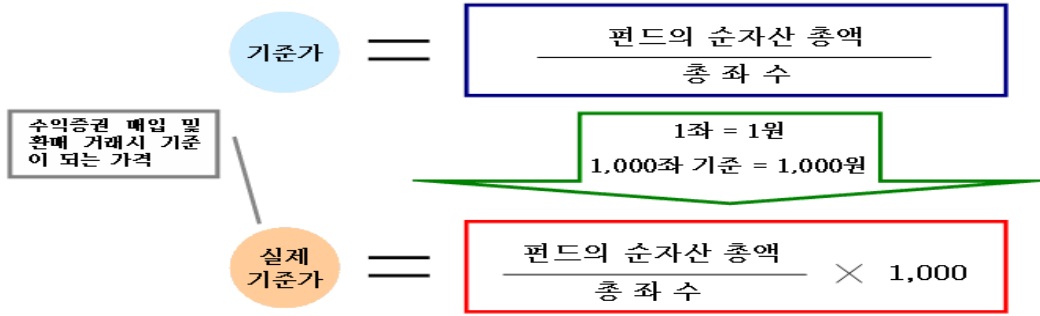 기준가
펀드의 순자산 총액
총 좌 수
수익증권 매입 및
환매 거래시 기준
이 되는 가격
1좌 = 1원
1,000좌 기준 = 1,000원
실제
기준가
펀드의 순자산 총액
총 좌 수
× 1,000